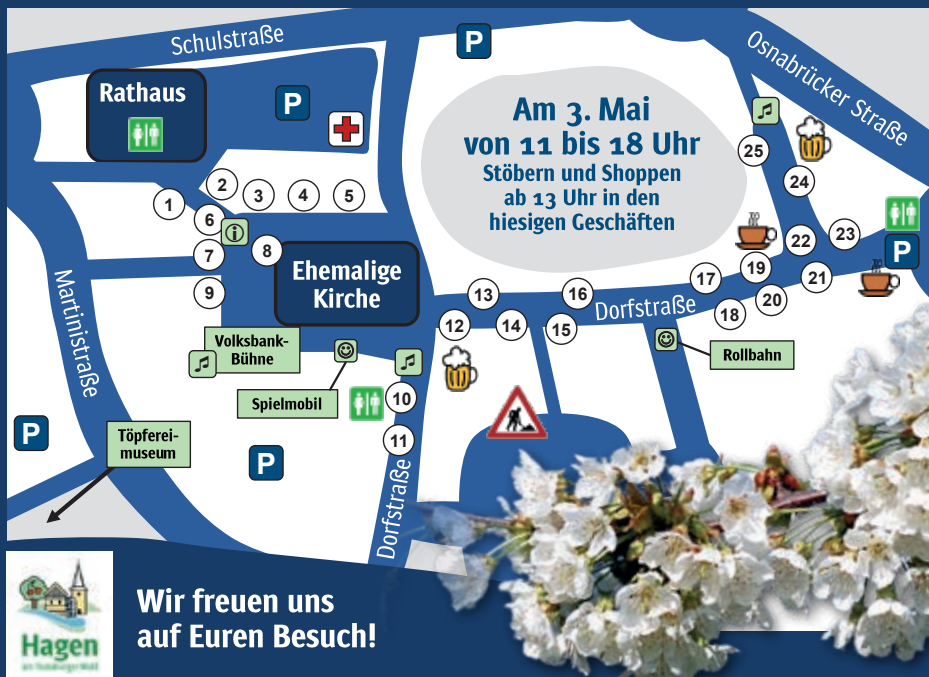 Schulstraße
Rathaus
P
P
Osnabrücker Straße
Am 3. Mai
von 11 bis 18 Uhr
Stöbern und Shoppen
ab 13 Uhr in den
hiesigen Geschäften
25
24
1
2
3
4
5
6
i
7
8
9
Ehemalige
Kirche
Martinistraße
13
16
Dorfstraße
17
19
22
23
P
12
14
15
18
20
21
Volksbank-
Bühne
Spielmobil
Rollbahn
10
11
P
Töpferei-
museum
P
Dorfstraße
Hagen
Wir freuen uns
auf Euren Besuch!